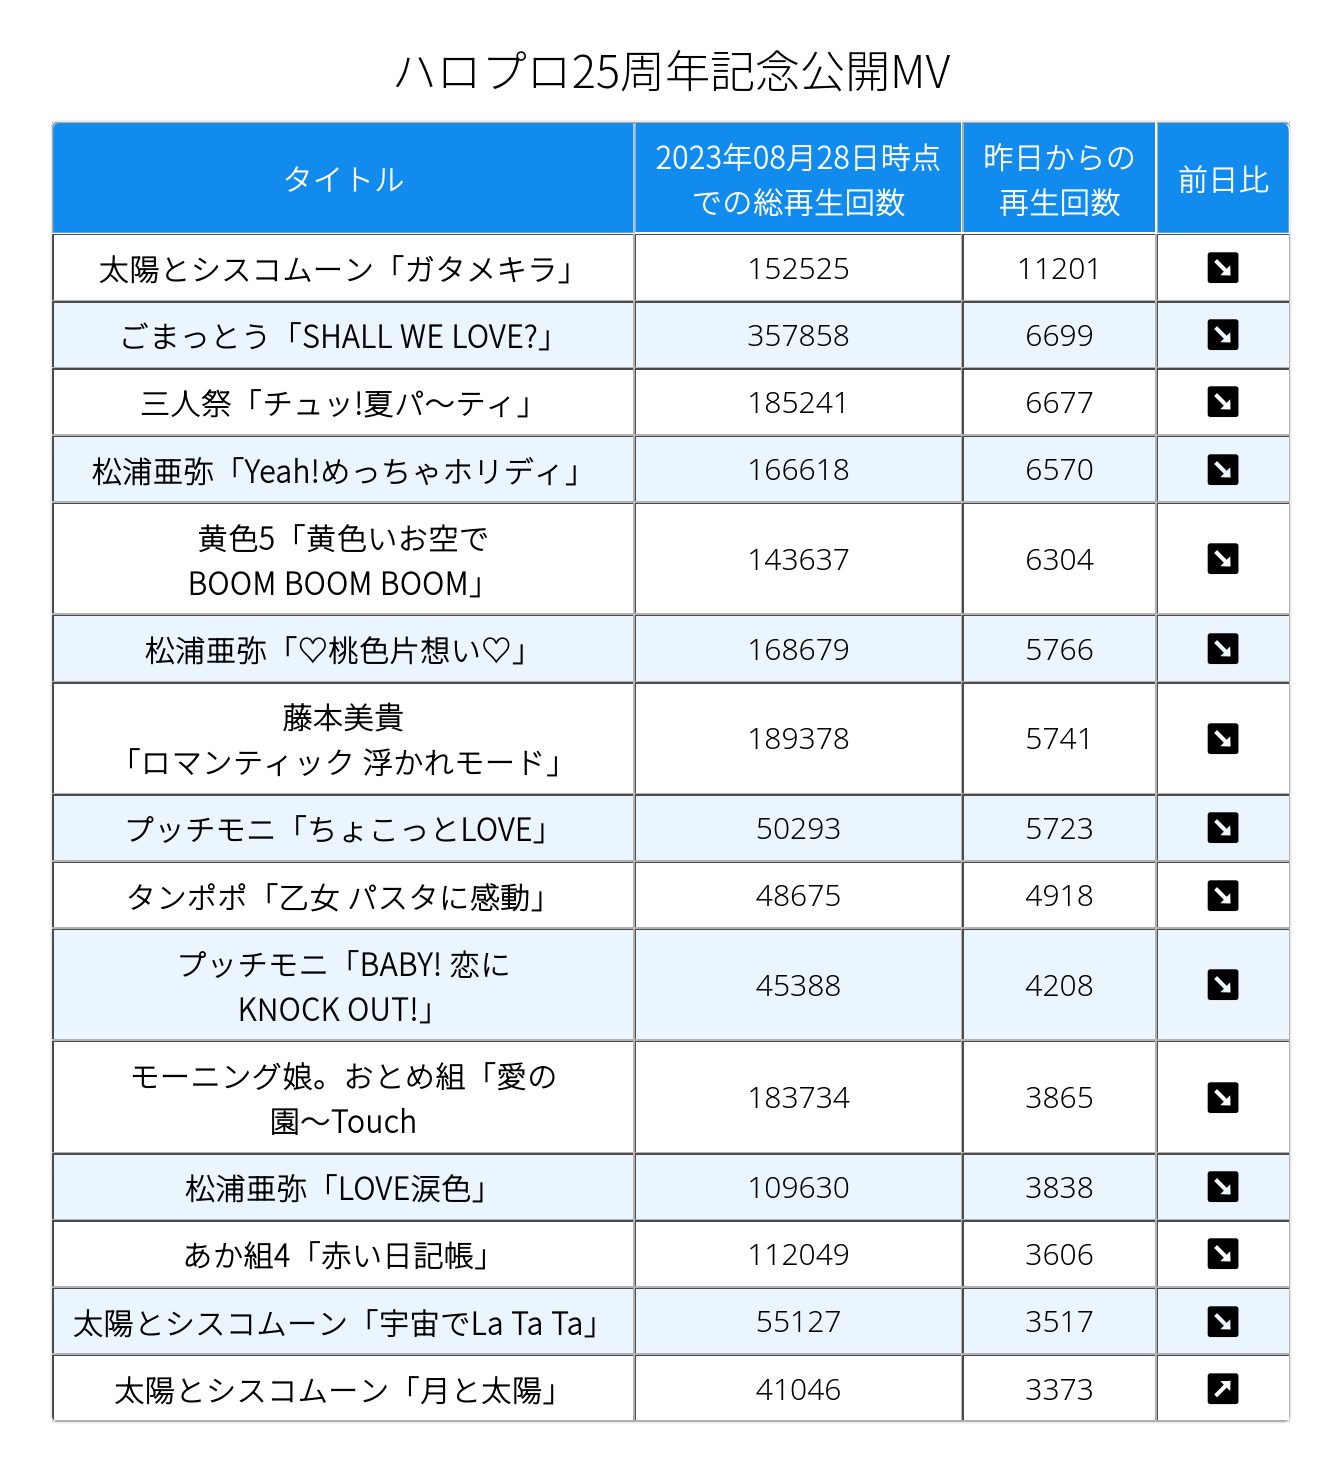 ハロプロ25周年記念公開MV
タイトル
2023年08月28日時点
での総再生回数
昨日からの
再生回数
前日比
太陽とシスコムーン「ガタメキラ」 152525 11201
ごまっとう「SHALL WE LOVE?」 357858 6699
三人祭「チュッ!夏パ〜ティ」 185241 6677
松浦亜弥「Yeah!めっちゃホリディ」 166618 6570
黄色5「黄色いお空で
BOOM BOOM BOOM」 143637 6304
松浦亜弥「♡桃色片想い♡」 168679 5766
藤本美貴
「ロマンティック 浮かれモード」 189378 5741
プッチモニ「ちょこっとLOVE」 50293 5723
タンポポ「乙女 パスタに感動」 48675 4918
プッチモニ「BABY! 恋に
KNOCK OUT!」 45388 4208
モーニング娘。おとめ組「愛の
園〜Touch 183734 3865
松浦亜弥「LOVE涙色」 109630 3838
あか組4「赤い日記帳」 112049 3606
太陽とシスコムーン「宇宙でLa Ta Ta」 55127 3517
太陽とシスコムーン「月と太陽」 41046 3373